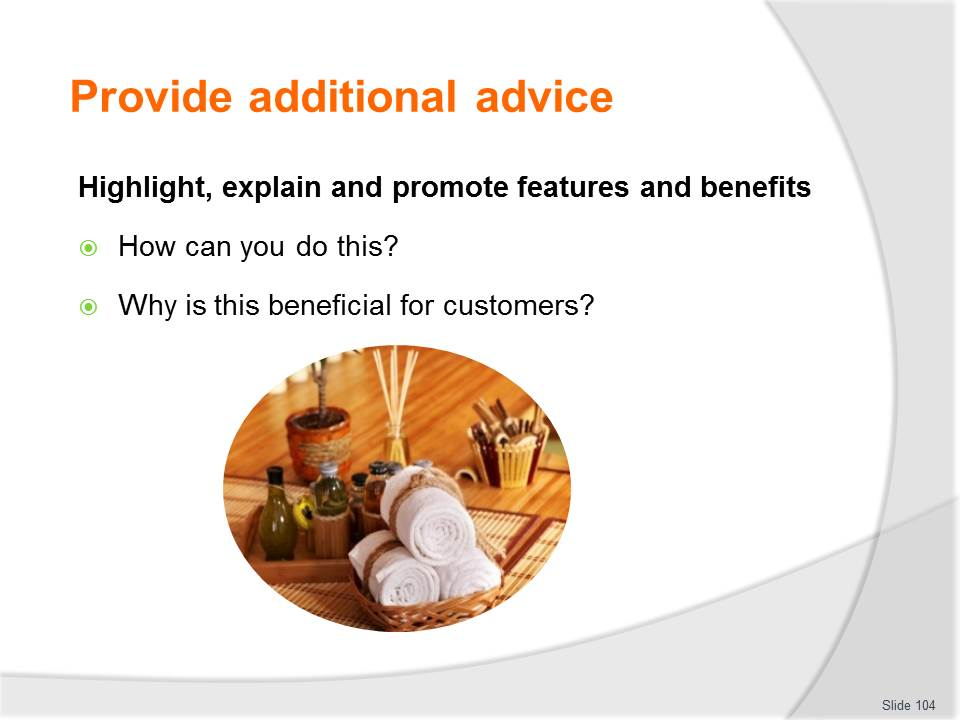 Provide additional advice
Highlight, explain and promote features and benefits
How can you do this?
Why is this beneficial for customers?
Slide 104